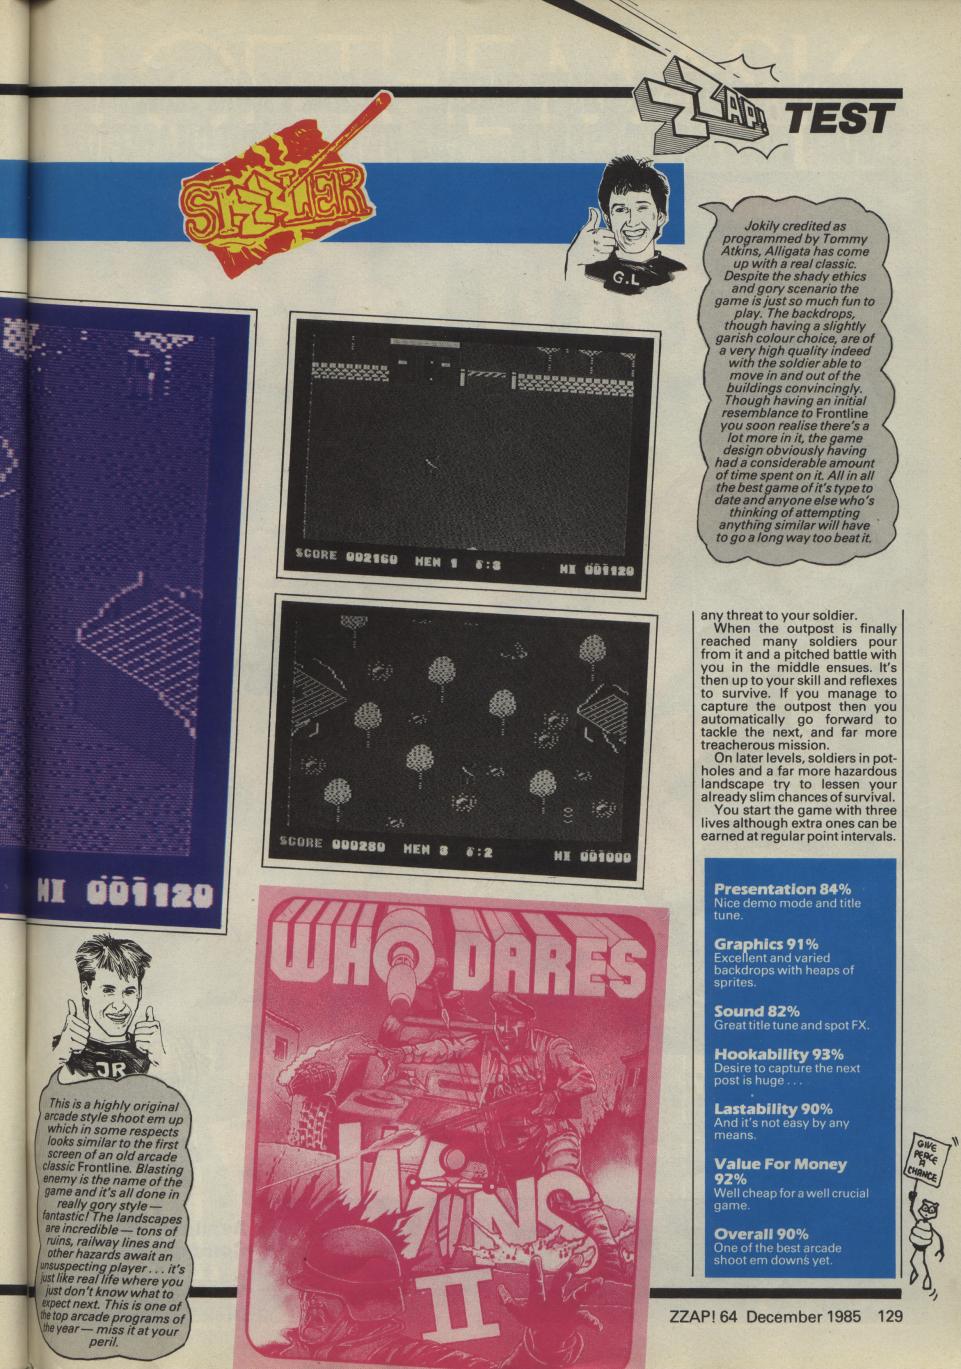 ZZAP!! TEST
SIZZLER
G.L
Jokily credited as
programmed by Tommy
Atkins, Alligata has come
up with a real classic.
Despite the shady ethics
and gory scenario the
game is just so much fun to
play. The backdrops,
though having a slightly
garish colour choice, are of
a very high quality indeed
with the soldier able to
move in and out of the
buildings convincingly.
Though having an initial
resemblance to Frontline
you soon realise there's a
lot more in it, the game
design obviously having
had a considerable amount
of time spent on it. All in all
the best game of it's type to
date and anyone else who's
thinking of attempting
anything similar will have
to go a long way too beat it.
SCORE 002160 MEN 1 :3 HI 001120
SCORE 000280 MEN 3 :2 HI 001000
HI 001120
JR
This is a highly original
arcade style shoot em up
which in some respects
looks similar to the first
screen of an old arcade
classic Frontline. Blasting
enemy is the name of the
game and it's all done in
really gory style —
fantastic! The landscapes
are incredible — tons of
ruins, railway lines and
other hazards await an
unsuspecting player . . . it's
just like real life where you
just don't know what to
expect next. This is one of
the top arcade programs of
the year — miss it at your
peril.
WHO DARES
WINS
II
any threat to your soldier.
When the outpost is finally
reached many soldiers pour
from it and a pitched battle with
you in the middle ensues. It's
then up to your skill and reflexes
to survive. If you manage to
capture the outpost then you
automatically go forward to
tackle the next, and far more
treacherous mission.
On later levels, soldiers in pot-
holes and a far more hazardous
landscape try to lessen your
already slim chances of survival.
You start the game with three
lives although extra ones can be
earned at regular point intervals.
Presentation 84%
Nice demo mode and title
tune.
Graphics 91%
Excellent and varied
backdrops with heaps of
sprites.
Sound 82%
Great title tune and spot FX.
Hookability 93%
Desire to capture the next
post is huge . . .
Lastability 90%
And it's not easy by any
means.
Value For Money
92%
Well cheap for a well crucial
game.
Overall 90%
One of the best arcade
shoot em downs yet.
GIVE
PEACE
A
CHANCE
ZZAP! 64 December 1985 129